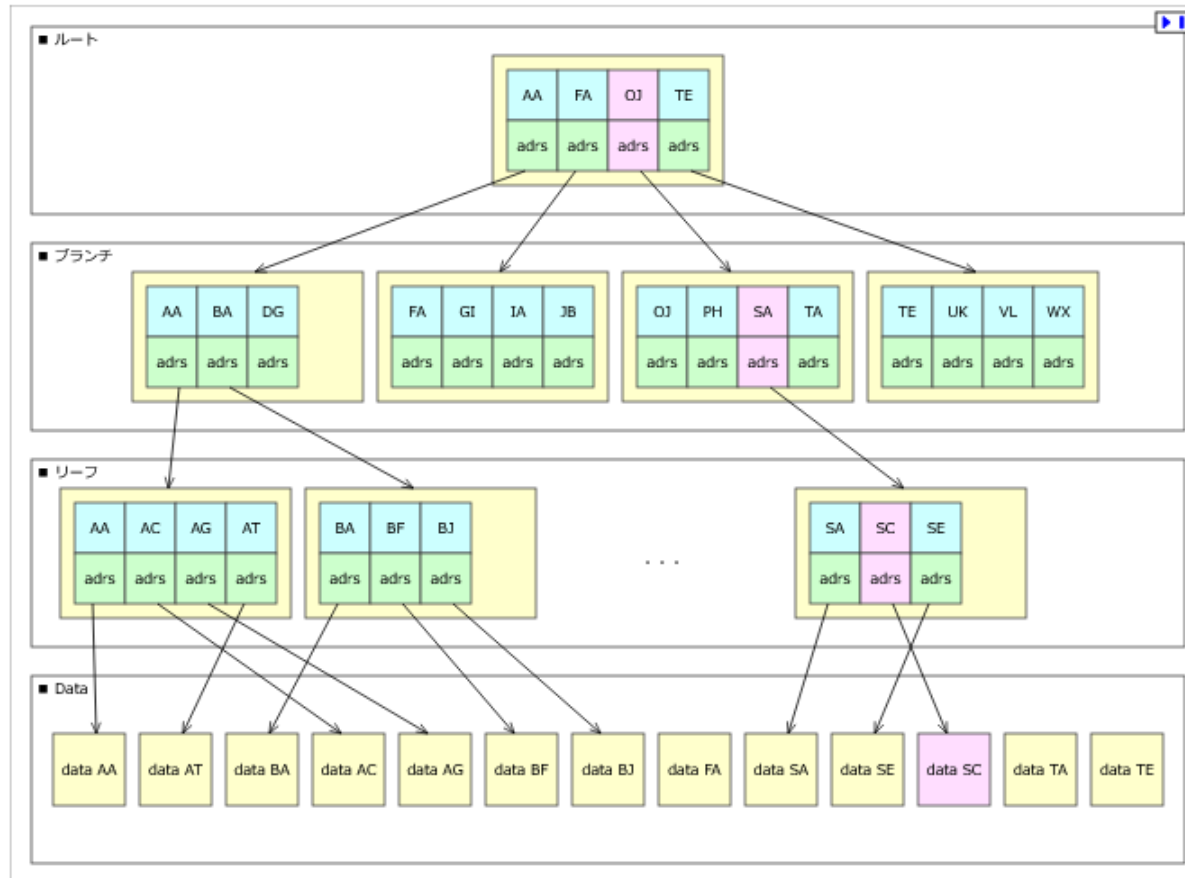 ■ ルート
AA FA OJ TE
adrs adrs adrs adrs
■ ブランチ
AA BA DG FA GI IA JB OJ PH SA TA TE UK VL WX
adrs adrs adrs adrs adrs adrs adrs adrs adrs adrs adrs adrs adrs adrs adrs
■ リーフ
AA AC AG AT BA BF BJ SA SC SE
. . .
adrs adrs adrs adrs adrs adrs adrs adrs adrs adrs
■ Data
data AA data AT data BA data AC data AG data BF data BJ data FA data SA data SE data SC data TA data TE